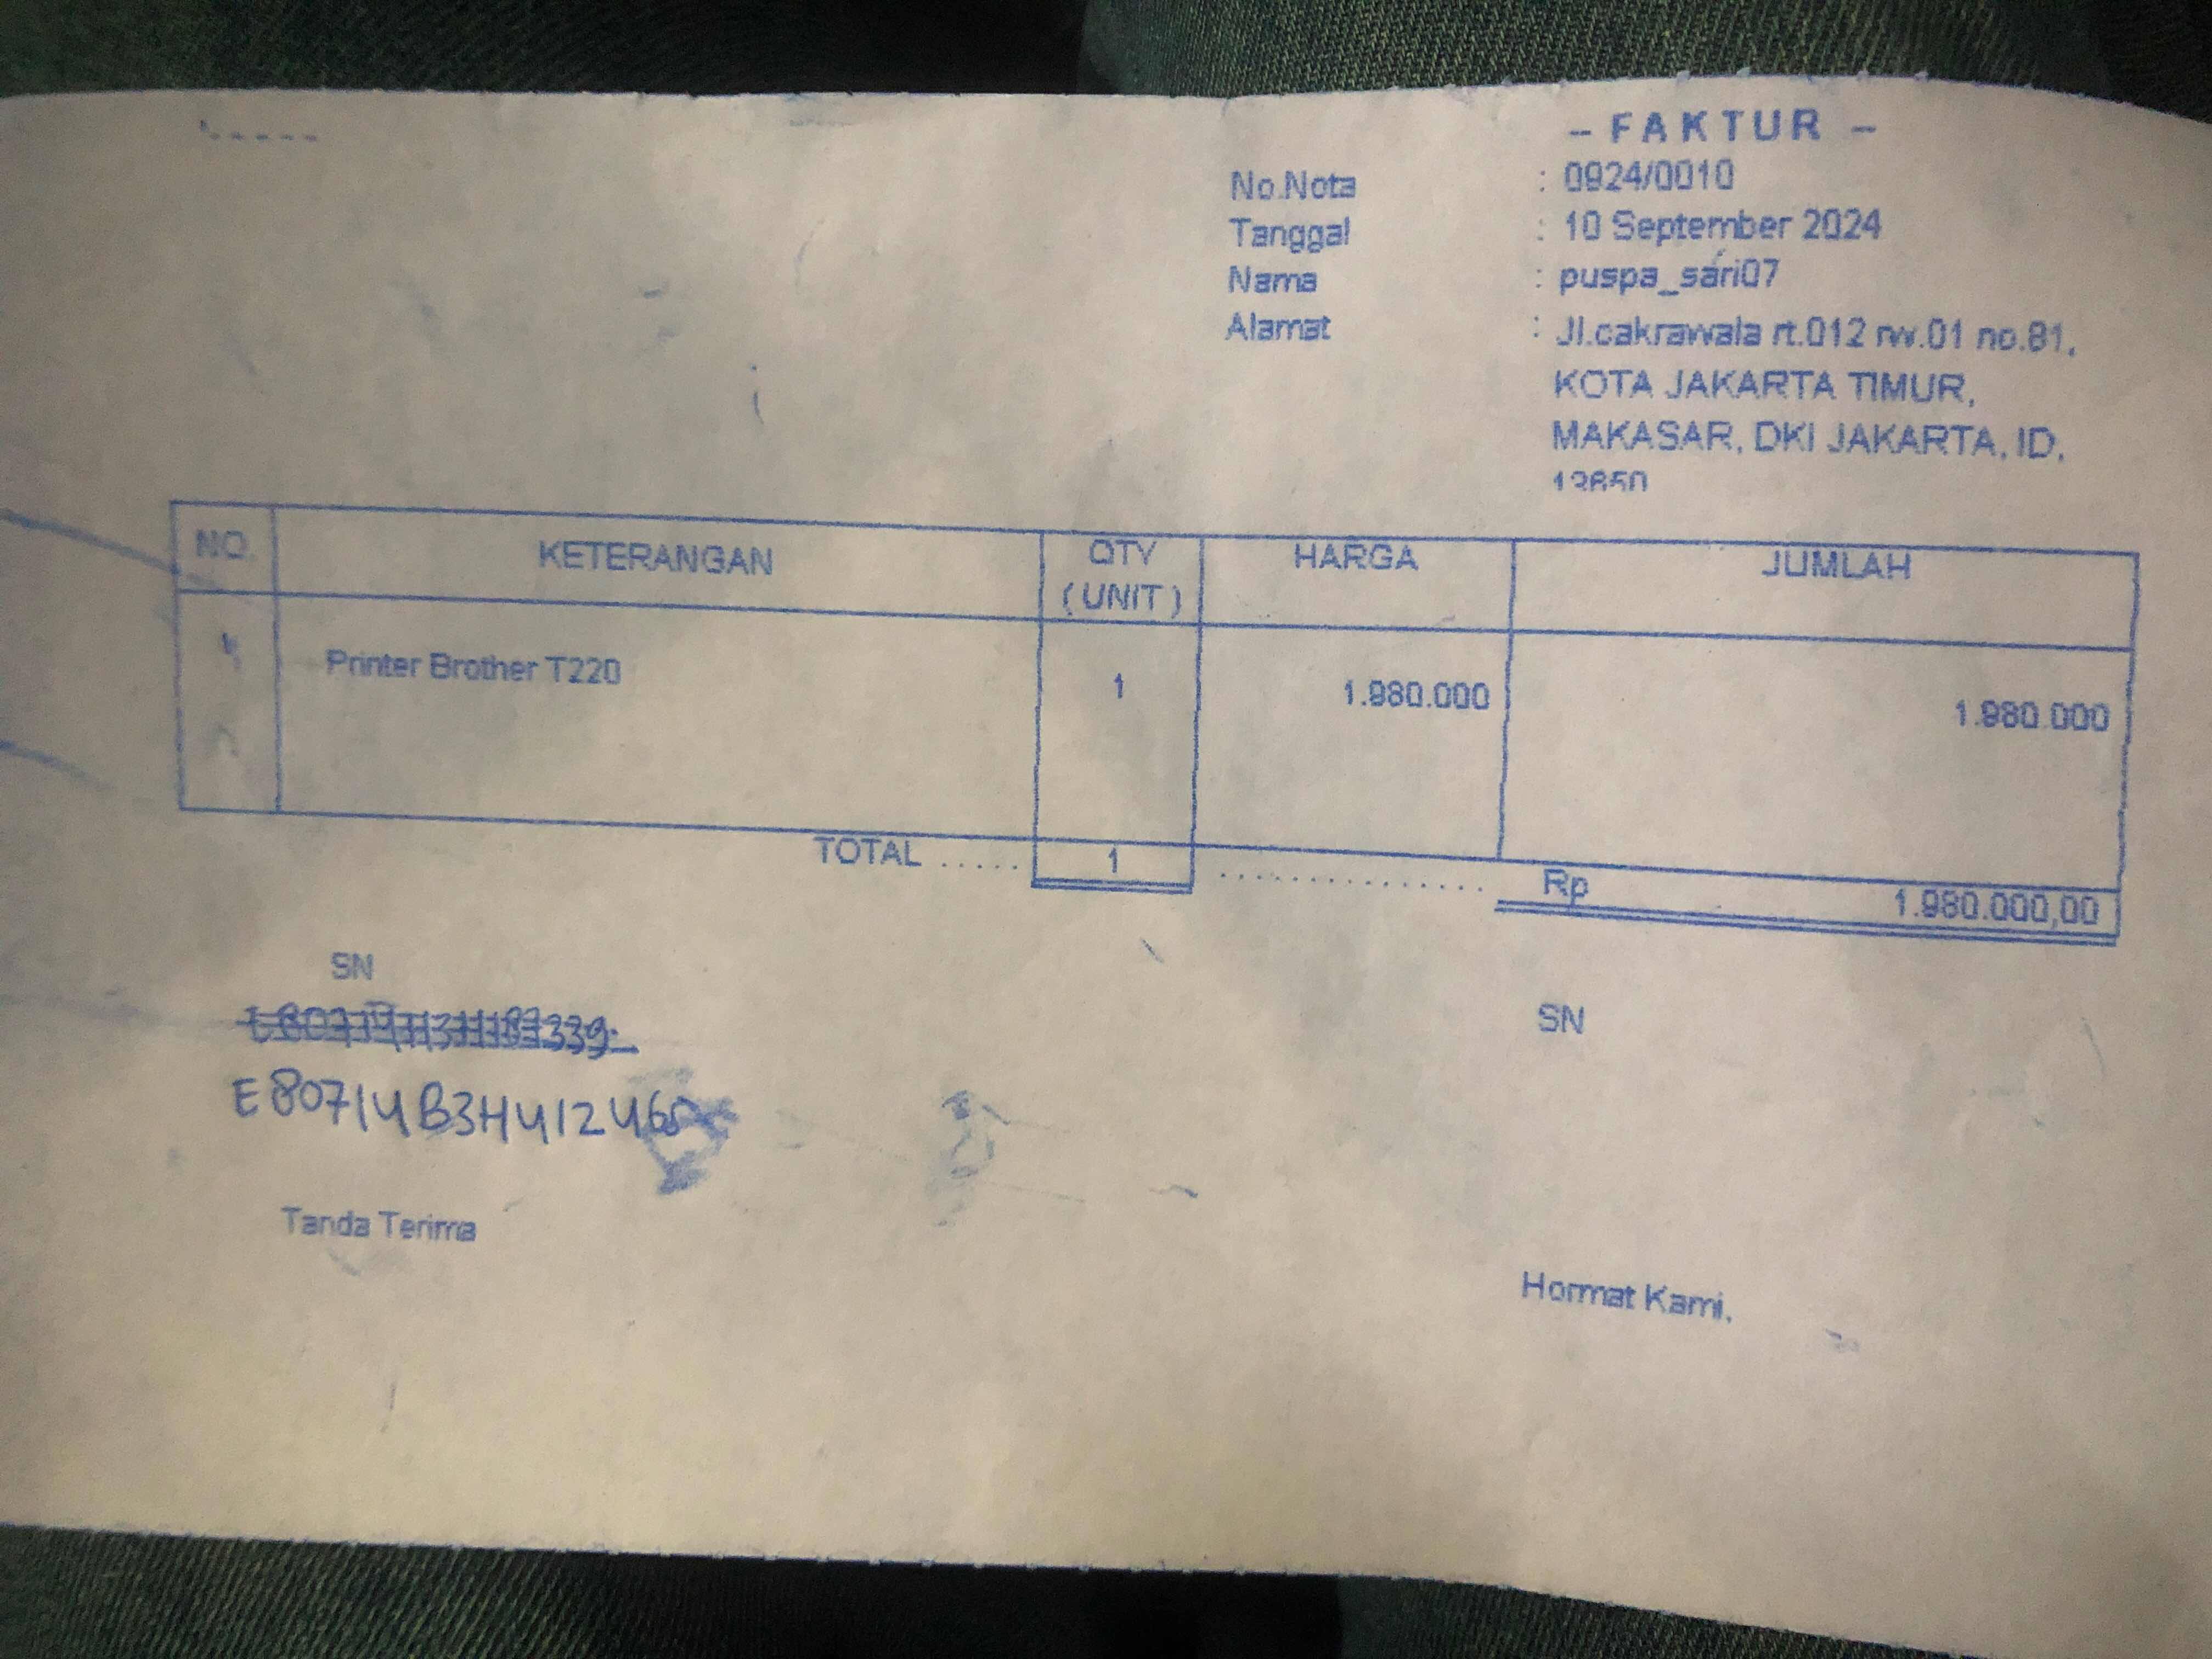 – FAKTUR –
No.Nota : 0924/0010
Tanggal : 10 September 2024
Nama : puspa_sari07
Alamat : Jl.cakrawala rt.012 rw.01 no.81,
KOTA JAKARTA TIMUR,
MAKASAR, DKI JAKARTA, ID,
13650
NO. KETERANGAN QTY HARGA JUMLAH
( UNIT )
1 Printer Brother T220 1 1.980.000 1.980.000
TOTAL ..... 1 .............. Rp 1.980.000,00
SN SN
Tanda Terima
Hormat Kami,